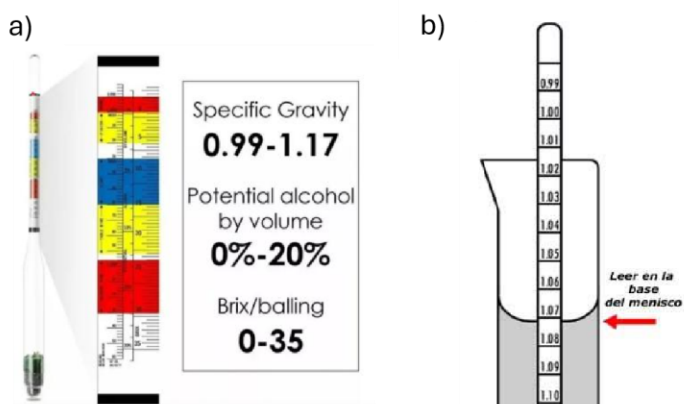 a)
Specific Gravity
0.99-1.17
Potential alcohol
by volume
0%-20%
Brix/balling
0-35
b)
0.99
1.00
1.01
1.02
1.03
1.04
1.05
1.06
1.07
1.08
1.09
1.10
Leer en la
base
del menisco